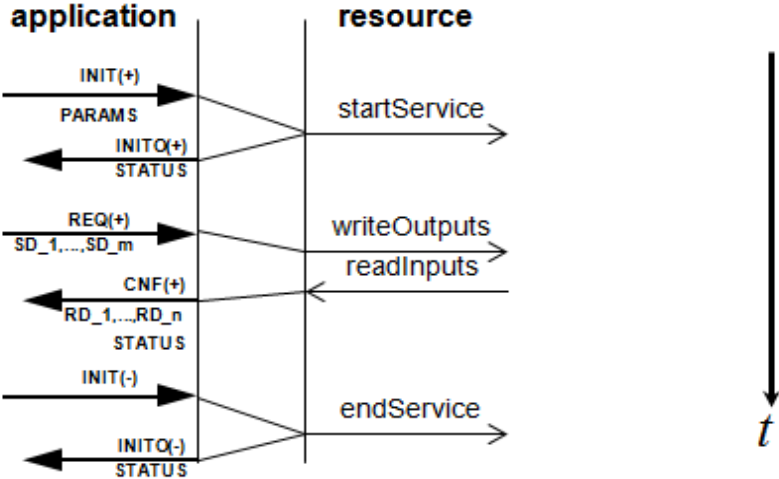 application resource
INIT(+)
PARAMS
startService
INITO(+)
STATUS
REQ(+)
SD_1,...,SD_m
writeOutputs
readInputs
CNF(+)
RD_1,...,RD_n
STATUS
INIT(-)
endService
t
INITO(-)
STATUS